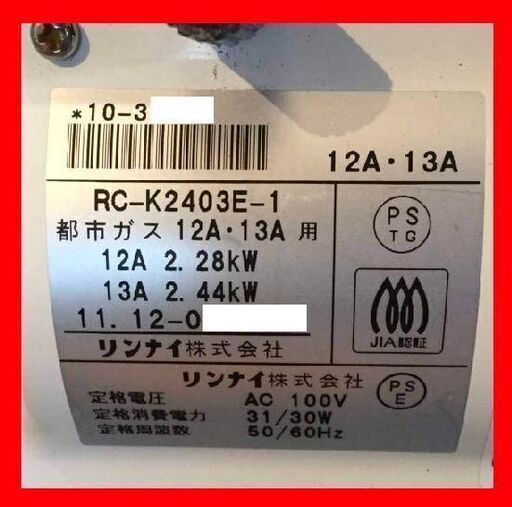 *10-3
12A・13A
RC-K2403E-1
都市ガス 12A・13A 用
12A 2.28kW
13A 2.44kW
11. 12-0
リンナイ株式会社
PS
TG
JIA認証
リンナイ株式会社
定格電圧 AC 100V
定格消費電力 31/30W
定格周波数 50/60Hz
PS
E